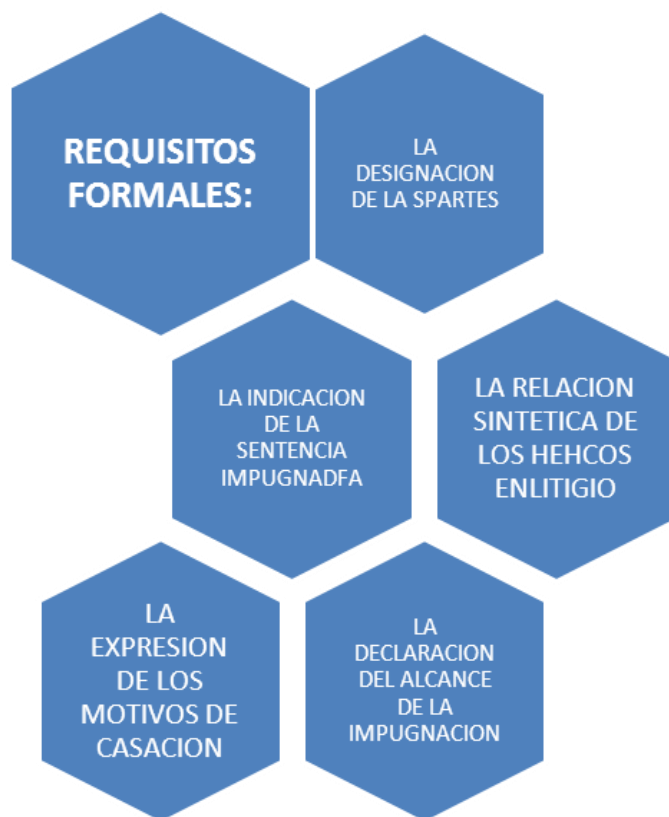 REQUISITOS
FORMALES:
LA
DESIGNACION
DE LA SPARTES
LA INDICACION
DE LA
SENTENCIA
IMPUGNADFA
LA RELACION
SINTETICA DE
LOS HEHCOS
ENLITIGIO
LA
EXPRESION
DE LOS
MOTIVOS DE
CASACION
LA
DECLARACION
DEL ALCANCE
DE LA
IMPUGNACION